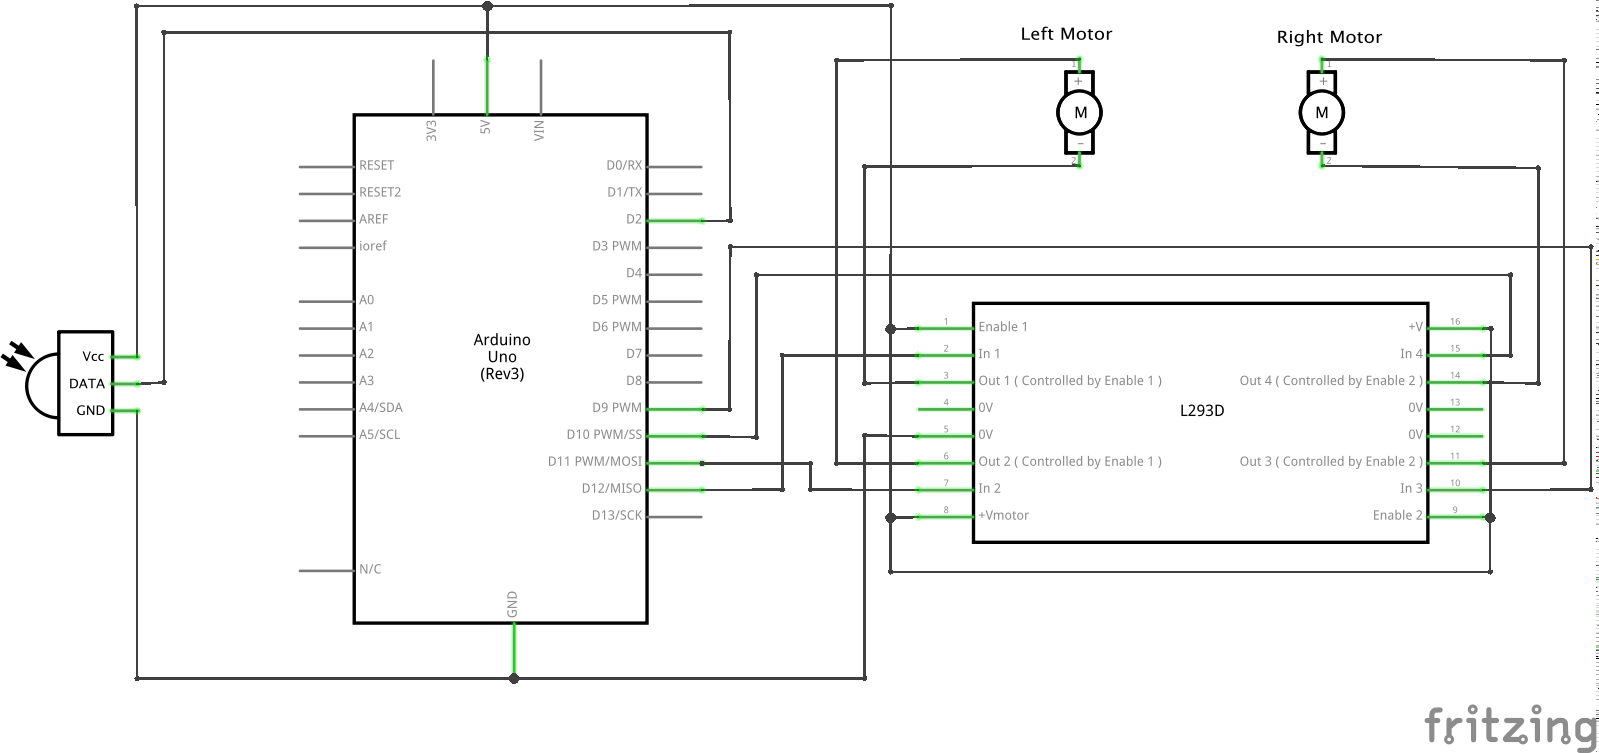 Left Motor
Right Motor
1
+
M
-
2
1
+
M
-
2
3V3
5V
VIN
RESET
RESET2
AREF
ioref
A0
A1
A2
A3
A4/SDA
A5/SCL
N/C
D0/RX
D1/TX
D2
D3 PWM
D4
D5 PWM
D6 PWM
D7
D8
D9 PWM
D10 PWM/SS
D11 PWM/MOSI
D12/MISO
D13/SCK
GND
Arduino
Uno
(Rev3)
Vcc
DATA
GND
1 Enable 1
2 In 1
3 Out 1 ( Controlled by Enable 1 )
4 0V
5 0V
6 Out 2 ( Controlled by Enable 1 )
7 In 2
8 +Vmotor
L293D
+V 16
In 4 15
Out 4 ( Controlled by Enable 2 ) 14
0V 13
0V 12
Out 3 ( Controlled by Enable 2 ) 11
In 3 10
Enable 2 9
fritzing